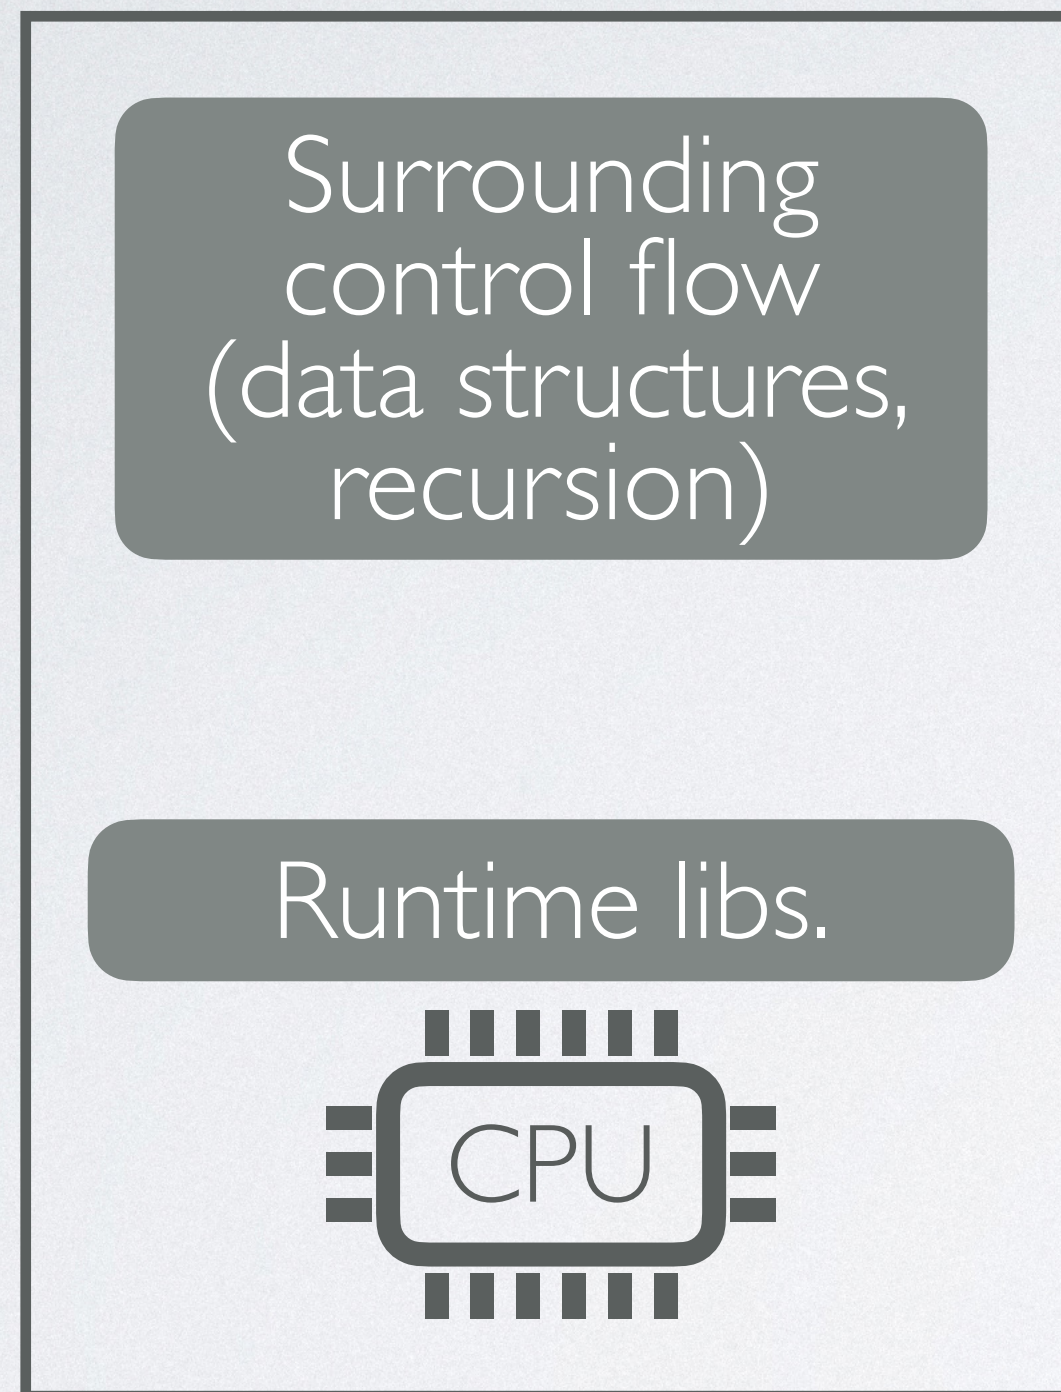 Surrounding
control flow
(data structures,
recursion)
Runtime libs.
CPU